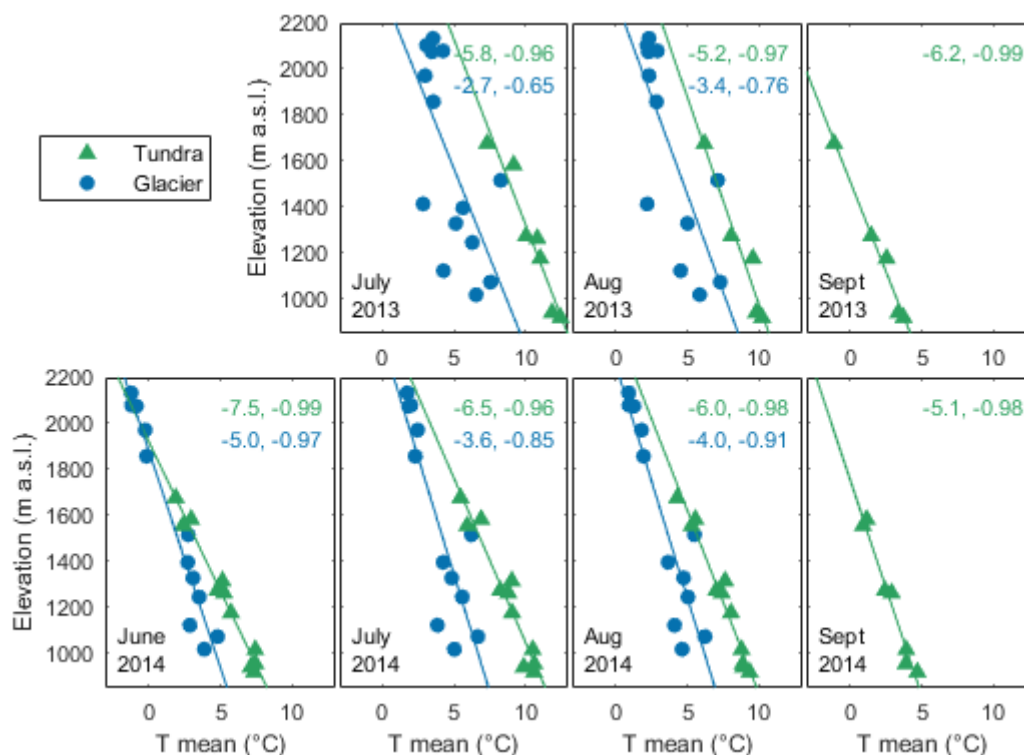 Tundra
Glacier
Elevation (m a.s.l.)
2200
2000
1800
1600
1400
1200
1000
-5.8, -0.96
-2.7, -0.65
July
2013
0 5 10
-5.2, -0.97
-3.4, -0.76
Aug
2013
0 5 10
-6.2, -0.99
Sept
2013
0 5 10
Elevation (m a.s.l.)
2200
2000
1800
1600
1400
1200
1000
-7.5, -0.99
-5.0, -0.97
June
2014
0 5 10
T mean (°C)
-6.5, -0.96
-3.6, -0.85
July
2014
0 5 10
T mean (°C)
-6.0, -0.98
-4.0, -0.91
Aug
2014
0 5 10
T mean (°C)
-5.1, -0.98
Sept
2014
0 5 10
T mean (°C)